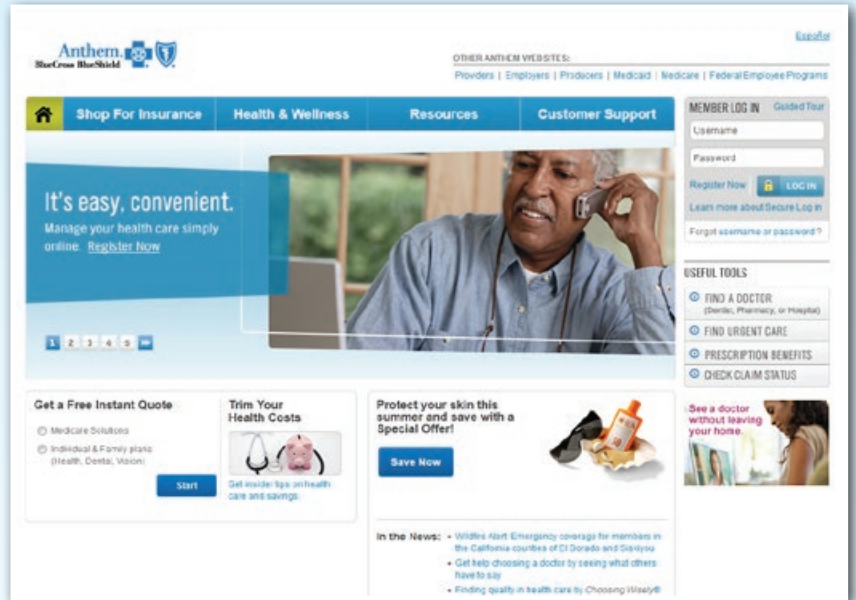 Español
Anthem.
BlueCross BlueShield
OTHER ANTHEM WEBSITES:
Providers | Employers | Producers | Medicaid | Medicare | Federal Employee Programs
Shop For Insurance
Health & Wellness
Resources
Customer Support
MEMBER LOG IN
Guided Tour
Username
Password
Register Now
LOG IN
Learn more about Secure Log in
Forgot username or password?
It's easy, convenient.
Manage your health care simply
online. Register Now
1 2 3 4 5
USEFUL TOOLS
FIND A DOCTOR
(Dentist, Pharmacy, or Hospital)
FIND URGENT CARE
PRESCRIPTION BENEFITS
CHECK CLAIM STATUS
Get a Free Instant Quote
Medicare Solutions
Individual & Family plans
(Health, Dental, Vision)
Start
Trim Your
Health Costs
Get insider tips on health
care and savings.
Protect your skin this
summer and save with a
Special Offer!
Save Now
See a doctor
without leaving
your home.
In the News:
• Wildfire Alert: Emergency coverage for members in
the California counties of El Dorado and Siskiyou
• Get help choosing a doctor by seeing what others
have to say
• Finding quality in health care by Choosing Wisely®